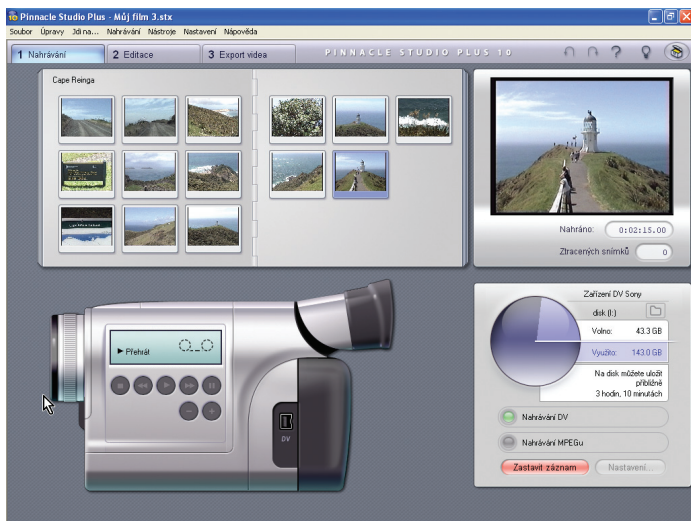 Pinnacle Studio Plus - Můj film 3.stx
Soubor Úpravy Jdi na... Nahrávání Nástroje Nastavení Nápověda
1 Nahrávání 2 Editace 3 Export videa PINNACLE STUDIO PLUS 10
Cape Reinga
Nahráno: 0:02:15.00
Ztracených snímků 0
Zařízení DV Sony
disk (I:)
Volno: 43.3 GB
Využito: 143.0 GB
Na disk můžete uložit
přibližně
3 hodin, 10 minutách
Přehrát
DV
Nahrávání DV
Nahrávání MPEGu
Zastavit záznam Nastavení...